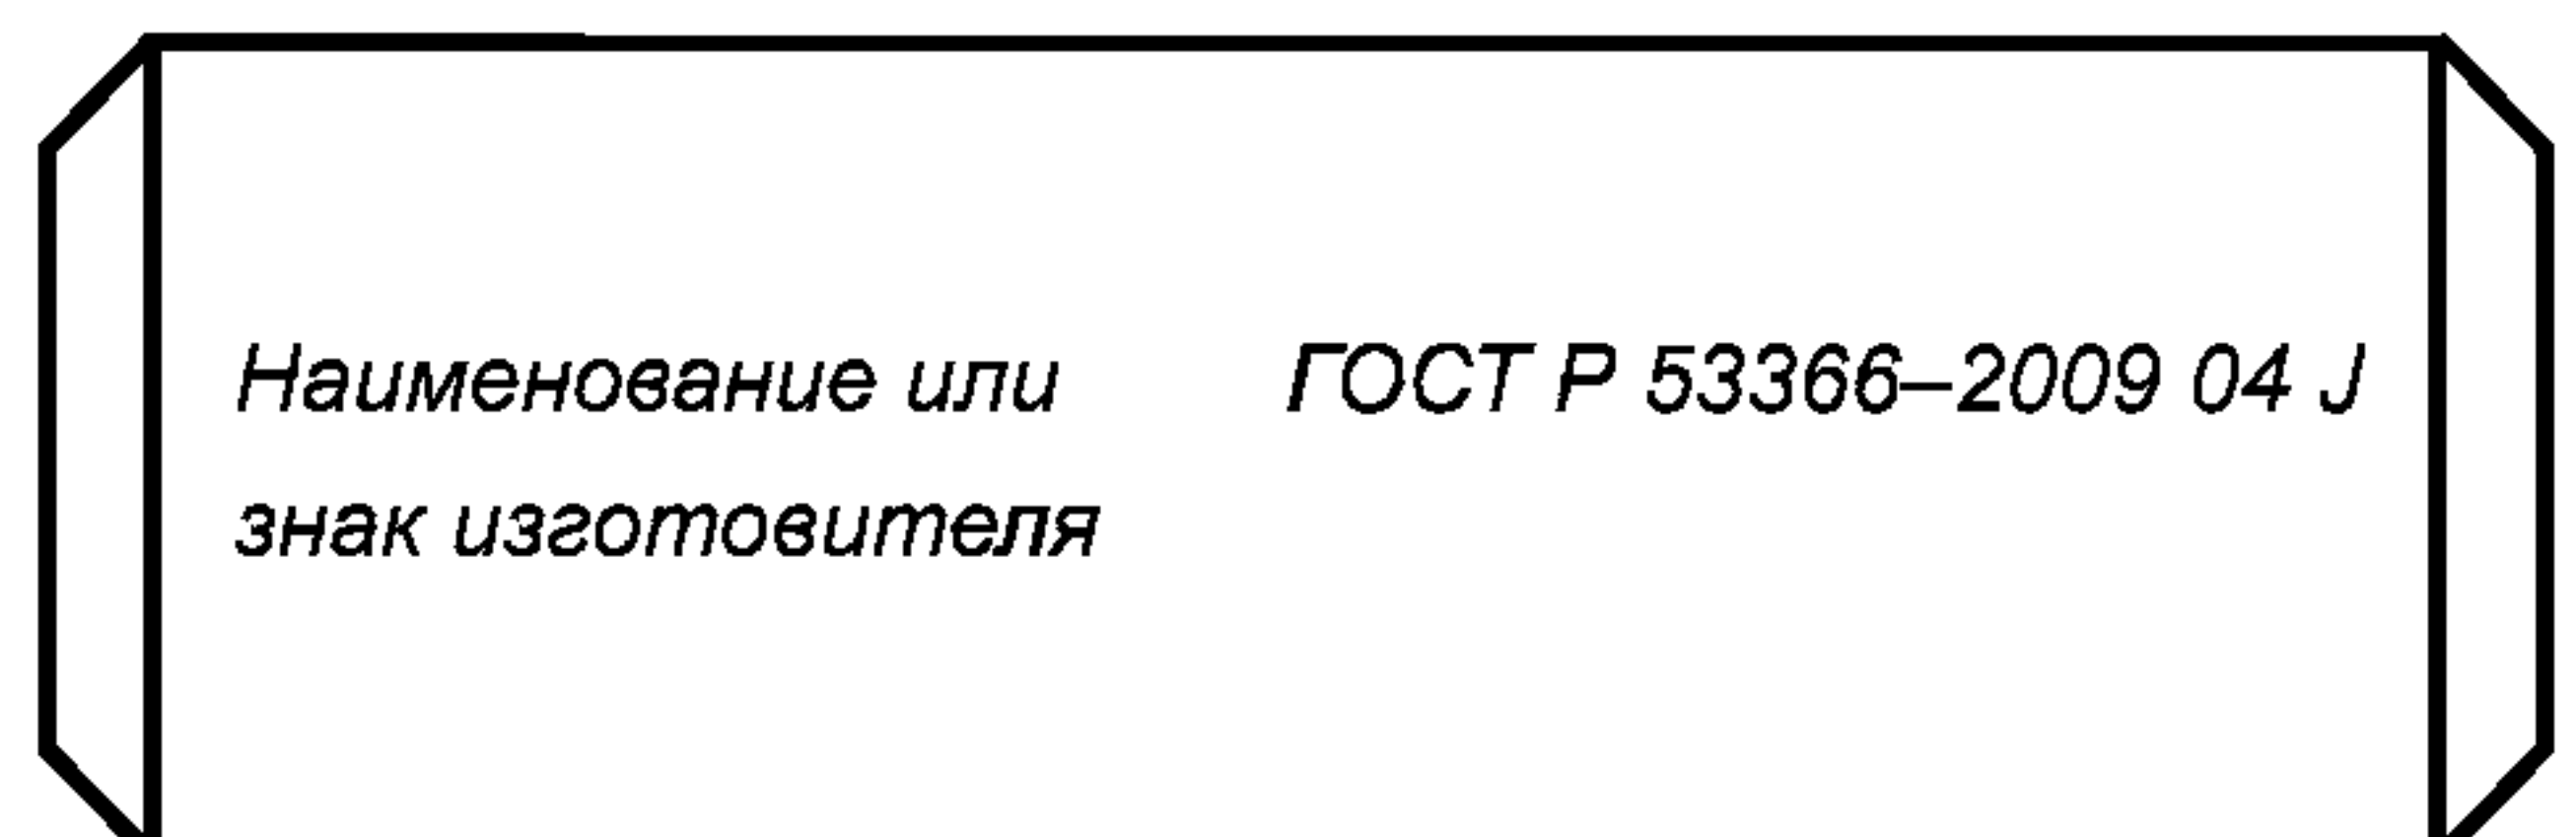 Наименование или ГОСТ Р 53366–2009 04 J
знак изготовителя